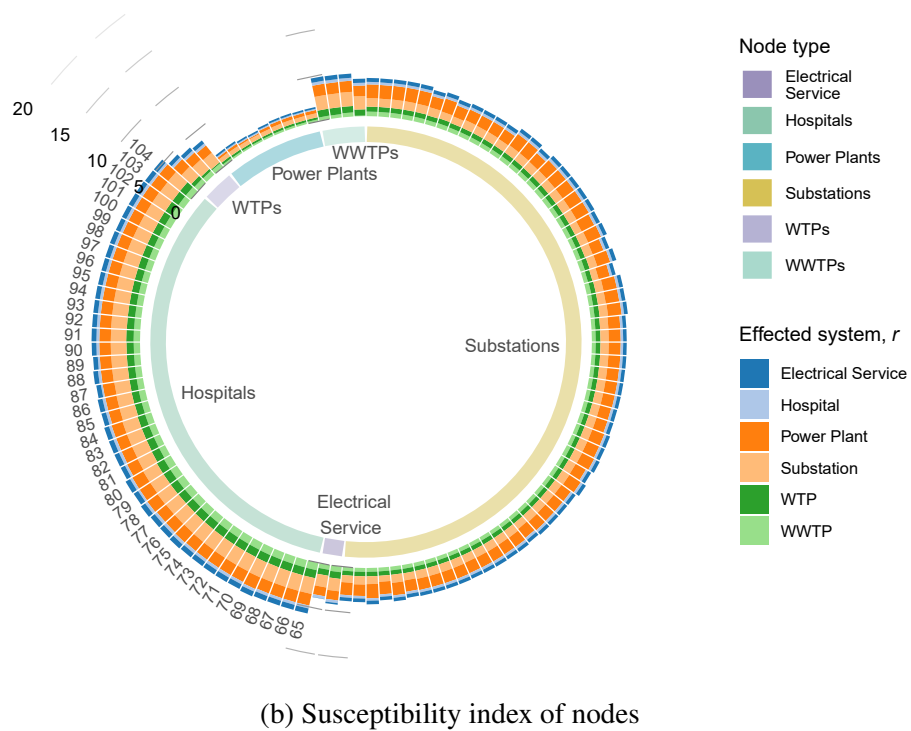 20
15
10
5
0
104
103
102
101
100
99
98
97
96
95
94
93
92
91
90
89
88
87
86
85
84
83
82
81
80
79
78
77
76
75
74
73
72
71
70
69
68
67
66
65
WWTPs
Power Plants
WTPs
Substations
Hospitals
Electrical
Service
Node type
Electrical
Service
Hospitals
Power Plants
Substations
WTPs
WWTPs
Effected system, r
Electrical Service
Hospital
Power Plant
Substation
WTP
WWTP
(b) Susceptibility index of nodes